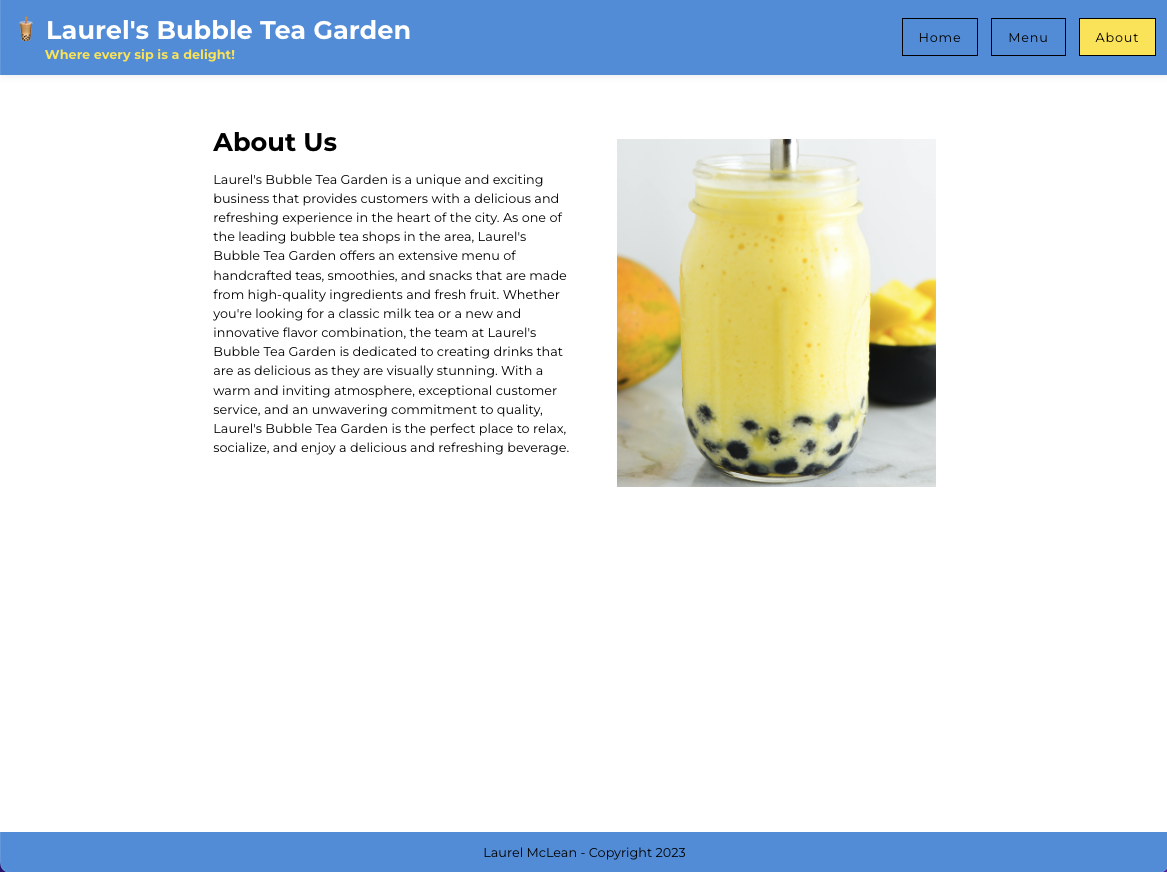 Laurel's Bubble Tea Garden
Where every sip is a delight!
Home
Menu
About
About Us
Laurel's Bubble Tea Garden is a unique and exciting
business that provides customers with a delicious and
refreshing experience in the heart of the city. As one of
the leading bubble tea shops in the area, Laurel's
Bubble Tea Garden offers an extensive menu of
handcrafted teas, smoothies, and snacks that are made
from high-quality ingredients and fresh fruit. Whether
you're looking for a classic milk tea or a new and
innovative flavor combination, the team at Laurel's
Bubble Tea Garden is dedicated to creating drinks that
are as delicious as they are visually stunning. With a
warm and inviting atmosphere, exceptional customer
service, and an unwavering commitment to quality,
Laurel's Bubble Tea Garden is the perfect place to relax,
socialize, and enjoy a delicious and refreshing beverage.
Laurel McLean - Copyright 2023